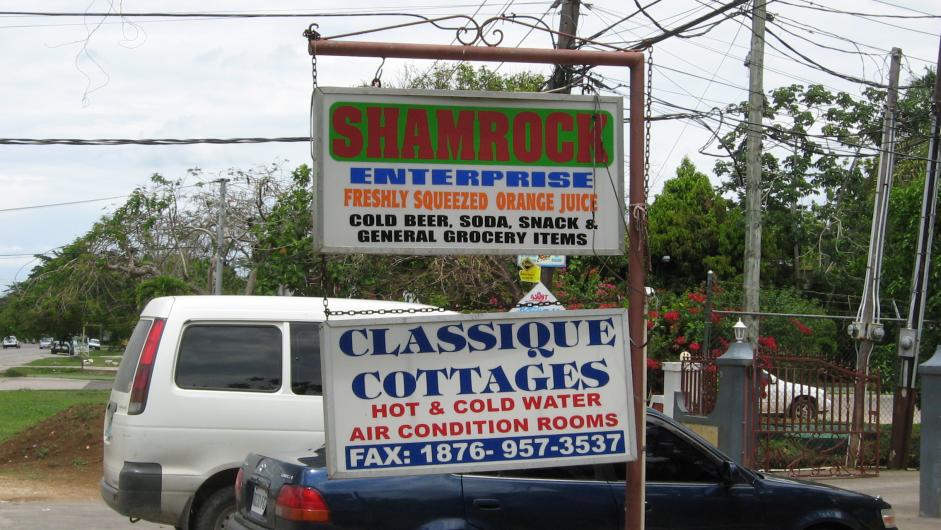 SHAMROCK
ENTERPRISE
FRESHLY SQUEEZED ORANGE JUICE
COLD BEER, SODA, SNACK &
GENERAL GROCERY ITEMS
CLASSIQUE
COTTAGES
HOT & COLD WATER
AIR CONDITION ROOMS
FAX: 1876- 957-3537